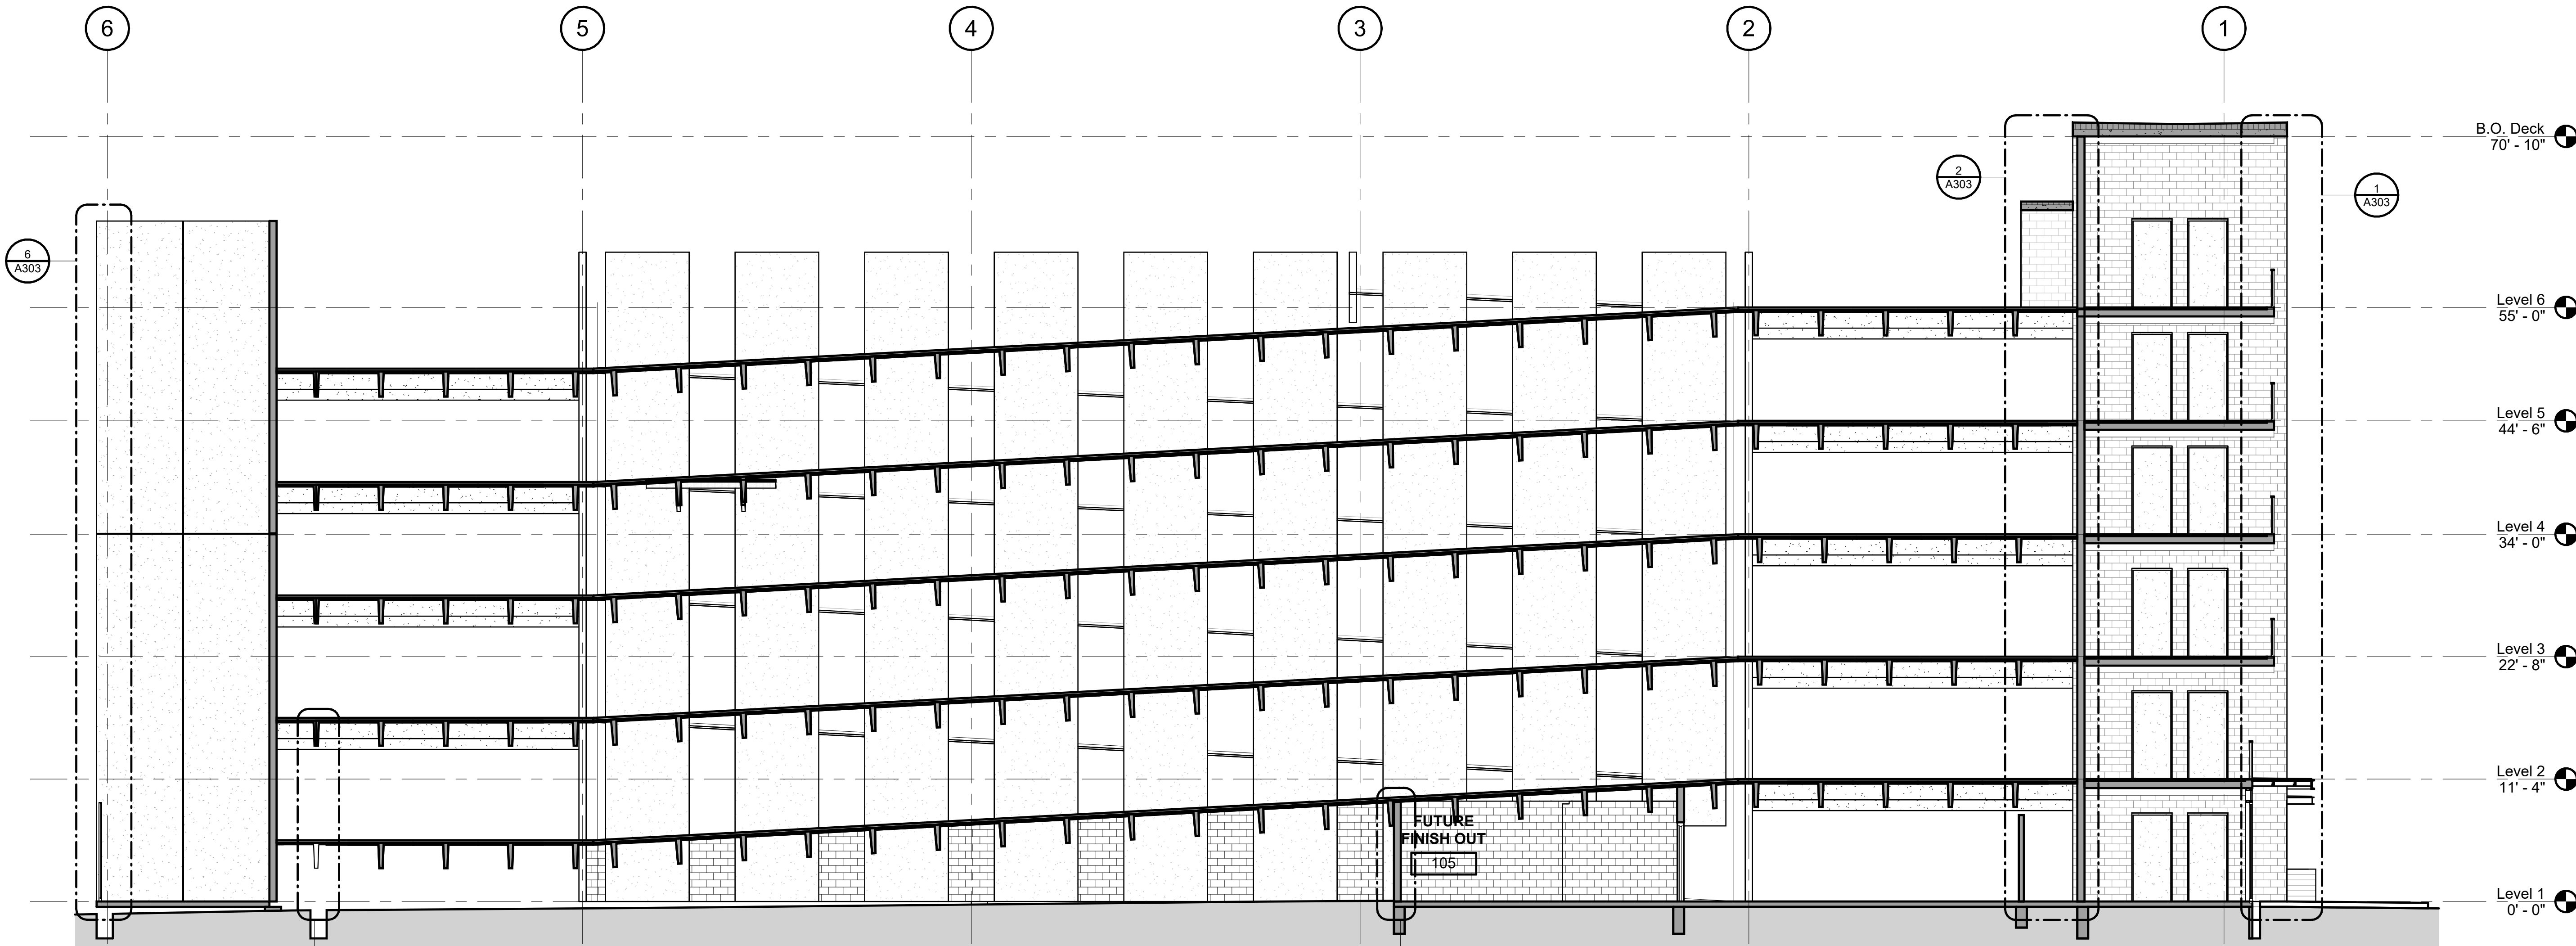 6
5
4
3
2
1
B.O. Deck
70' - 10"
2
A303
1
A303
6
A303
Level 6
55' - 0"
Level 5
44' - 6"
Level 4
34' - 0"
Level 3
22' - 8"
Level 2
11' - 4"
FUTURE
FINISH OUT
105
Level 1
0' - 0"